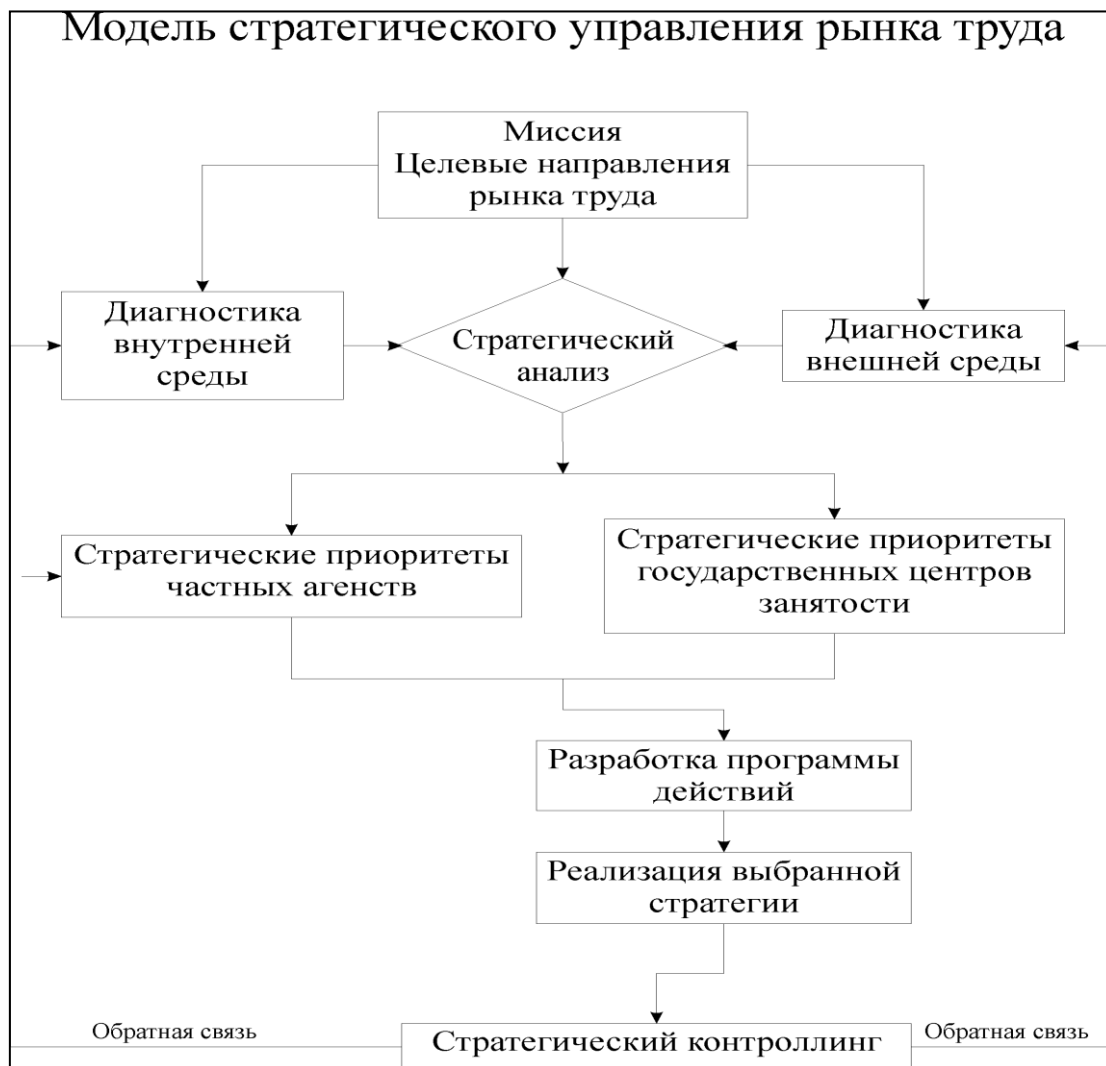 Модель стратегического управления рынка труда
Миссия
Целевые направления
рынка труда
Диагностика
внутренней
среды
Стратегический
анализ
Диагностика
внешней среды
Стратегические приоритеты
частных агенств
Стратегические приоритеты
государственных центров
занятости
Разработка программы
действий
Реализация выбранной
стратегии
Обратная связь
Стратегический контроллинг
Обратная связь